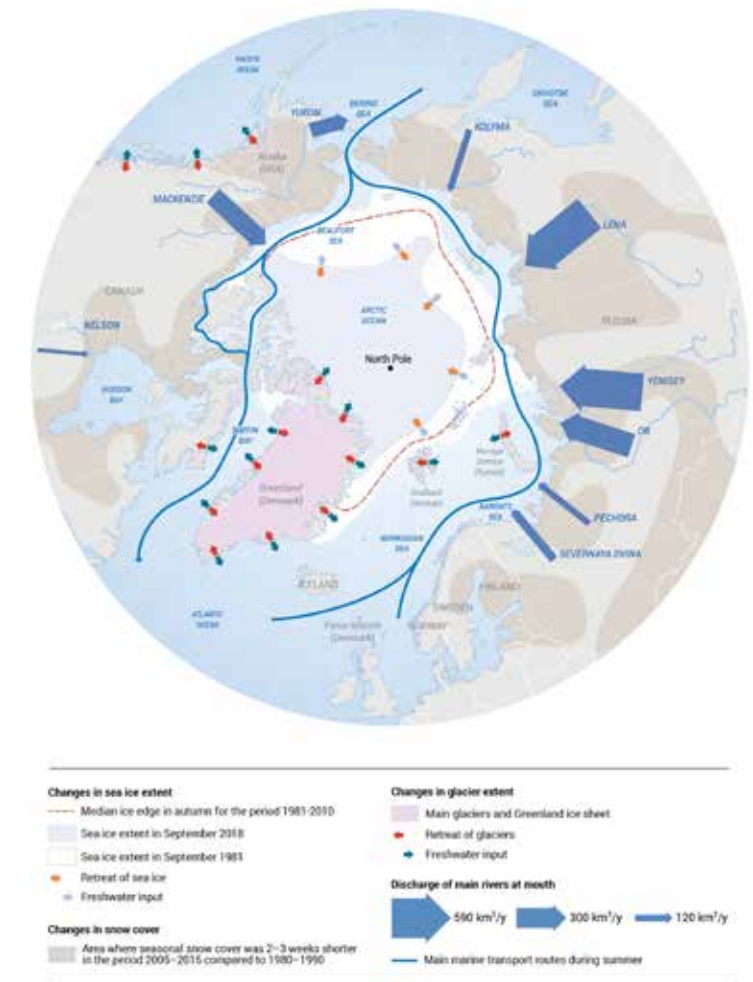 PACIFIC
OCEAN
BERING
SEA
OKHOTSK
SEA
YUKON
KOLYMA
Alaska
(USA)
MACKENZIE
LENA
BEAUFORT
SEA
CANADA
ARCTIC
OCEAN
RUSSIA
NELSON
North Pole
HUDSON
BAY
YENISEY
OB
BAFFIN
BAY
Greenland
(Denmark)
Novaya
Zemlya
(Russia)
Svalbard
(Norway)
BARENTS
SEA
PECHORA
NORWEGIAN
SEA
SEVERNAYA DVINA
ICELAND
FINLAND
SWEDEN
NORWAY
ATLANTIC
OCEAN
Faroe Islands
(Denmark)
Changes in sea ice extent
Median ice edge in autumn for the period 1981-2010
Sea ice extent in September 2018
Sea ice extent in September 1983
Retreat of sea ice
Freshwater input
Changes in snow cover
Area where seasonal snow cover was 2–3 weeks shorter
in the period 2005–2015 compared to 1980–1990
Changes in glacier extent
Main glaciers and Greenland ice sheet
Retreat of glaciers
Freshwater input
Discharge of main rivers at mouth
590 km³/y
300 km³/y
120 km³/y
Main marine transport routes during summer